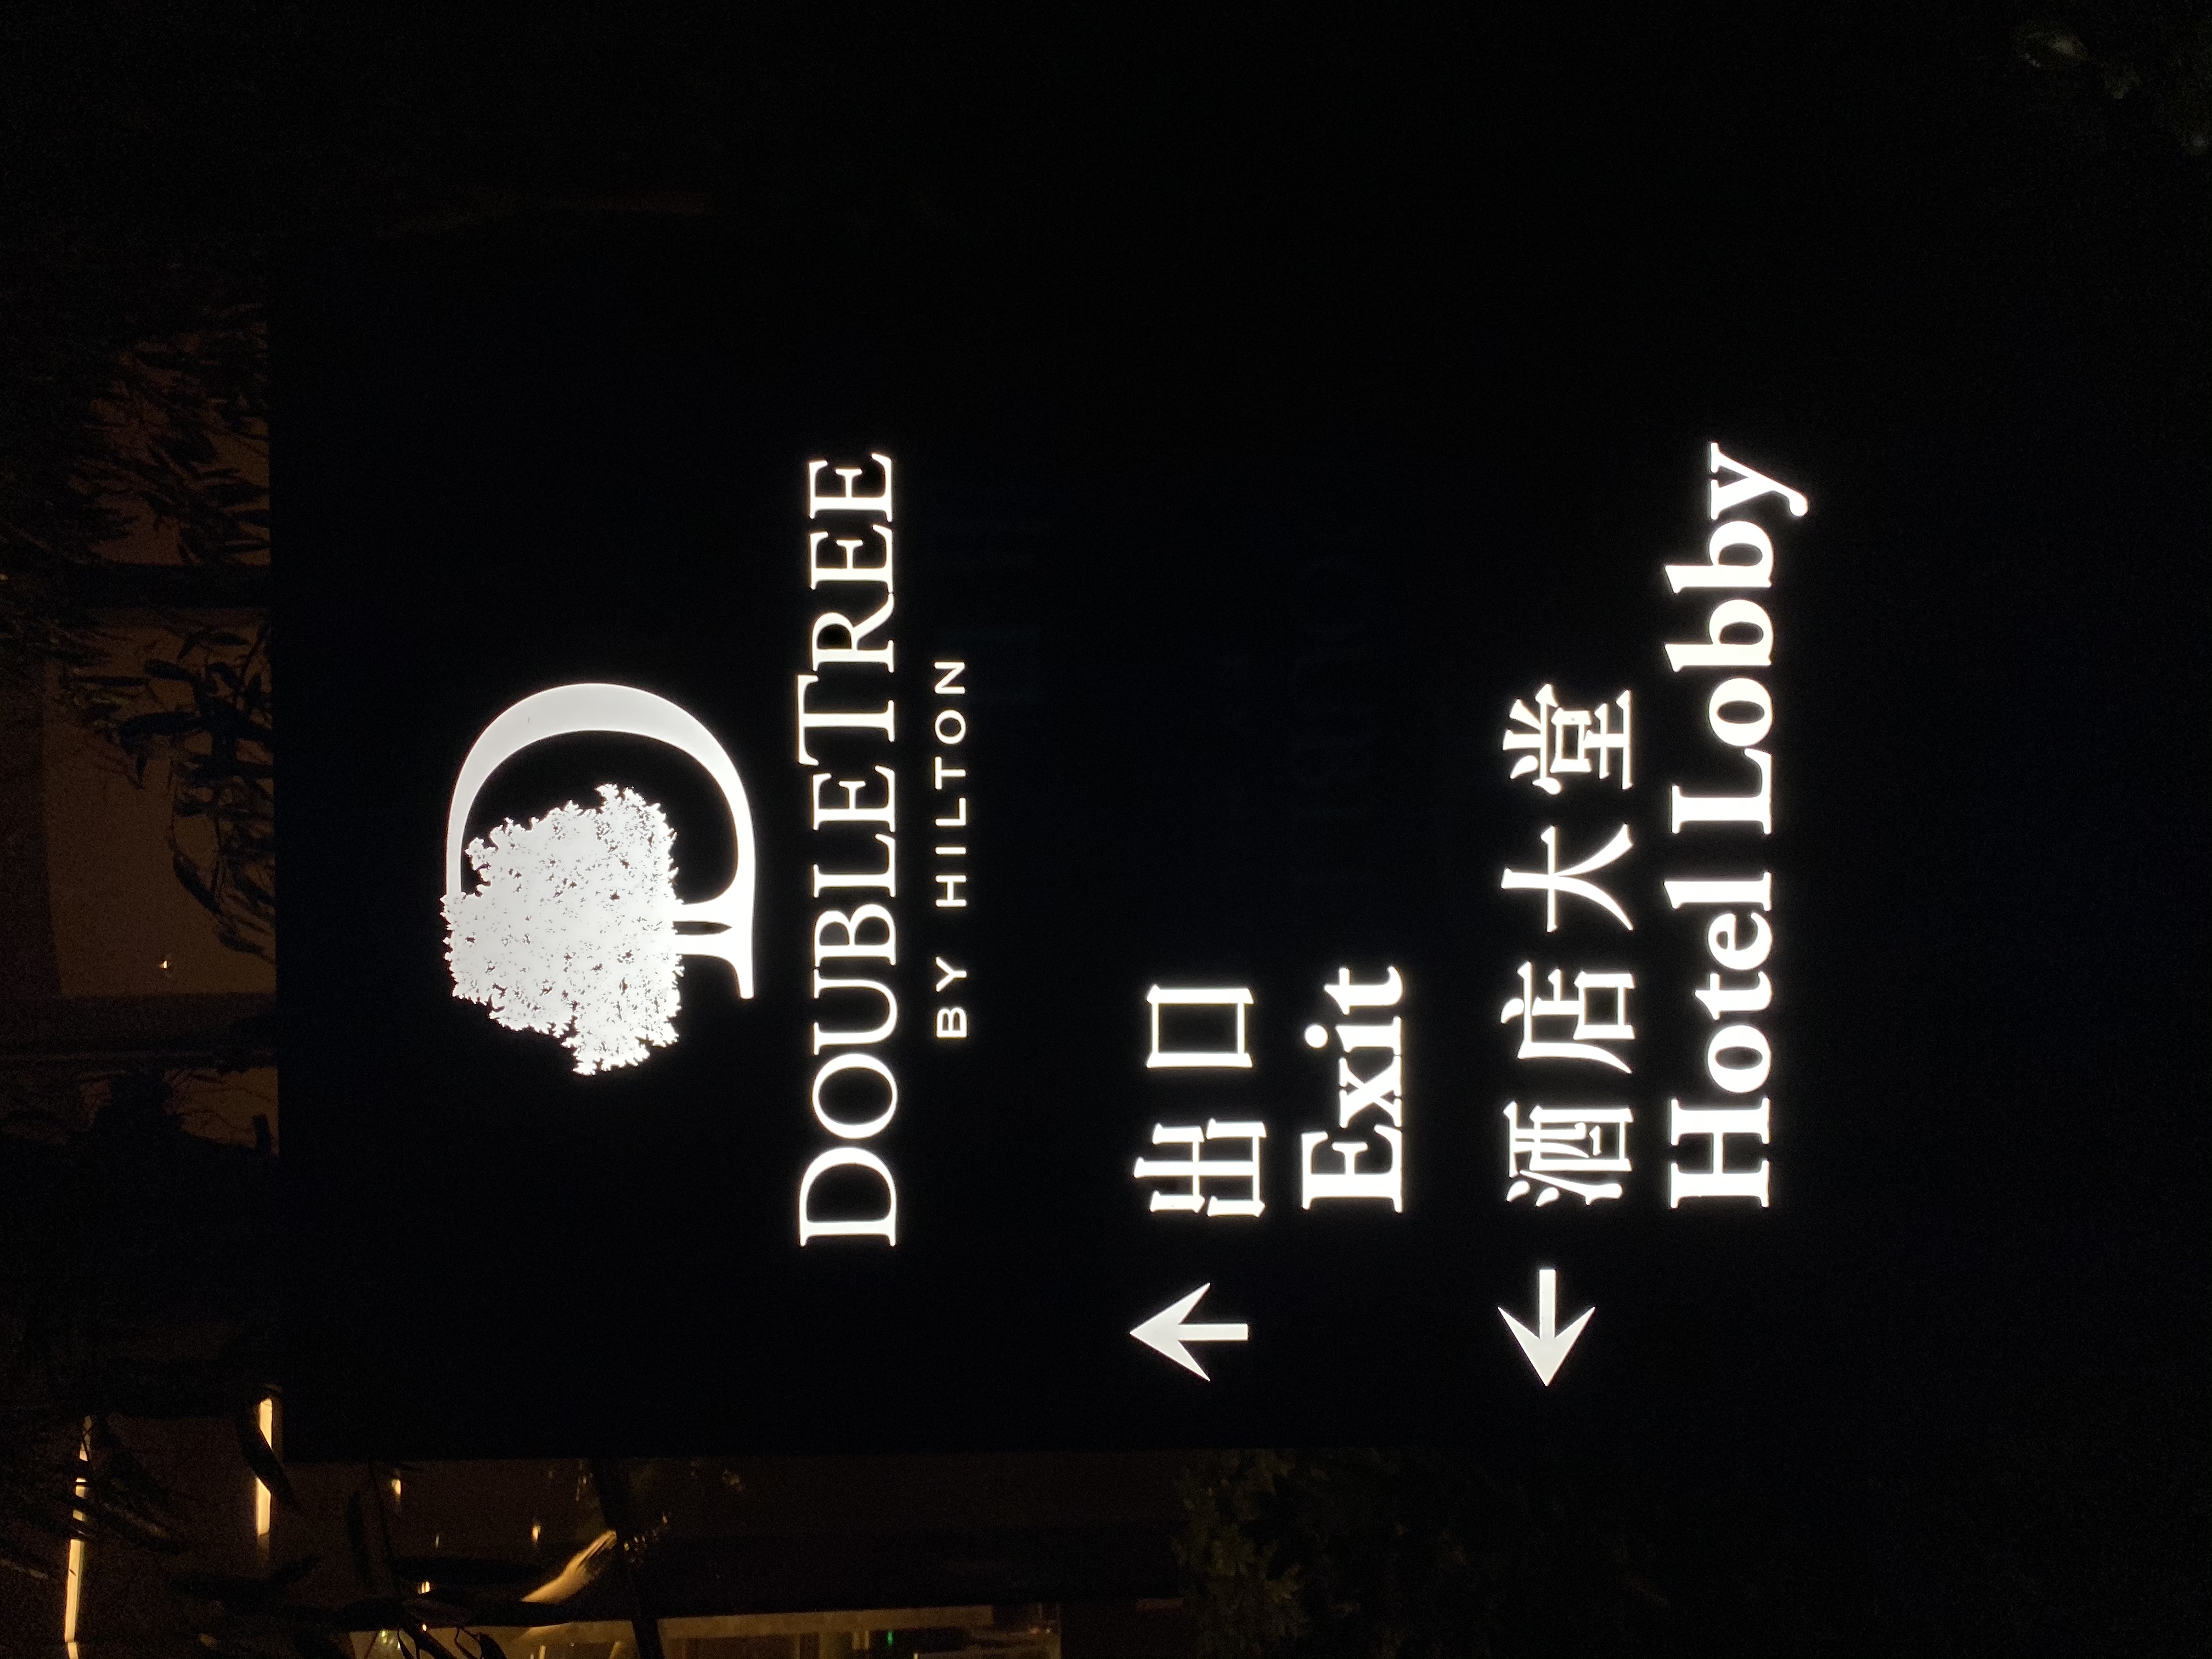 DOUBLETREE
BY HILTON
出口
Exit
酒店大堂
Hotel Lobby